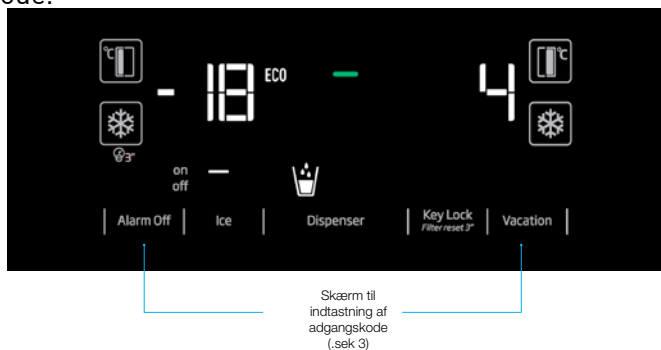 ode.
°C °C
- 18 ECO 4
3"
on
off
Alarm Off Ice Dispenser Key Lock Vacation
Filter reset 3"
Skærm til
indtastning af
adgangskode
(.sek 3)